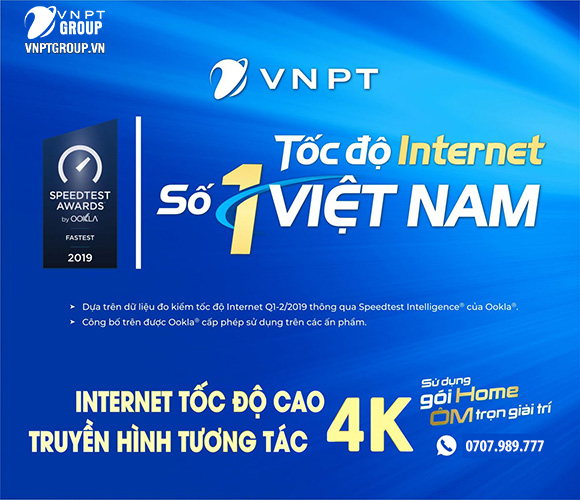 VNPT
GROUP
VNPTGROUP.VN
VNPT
SPEEDTEST
AWARDS
by OOKLA
FASTEST
2019
Tốc độ Internet
Số 1 VIỆT NAM
➤ Dựa trên dữ liệu đo kiểm tốc độ Internet Q1-2/2019 thông qua Speedtest Intelligence® của Ookla®.
➤ Công bố trên được Ookla® cấp phép sử dụng trên các ấn phẩm.
INTERNET TỐC ĐỘ CAO
TRUYỀN HÌNH TƯƠNG TÁC
4K
Sử dụng
gói Home
ÔM trọn giải trí
0707.989.777